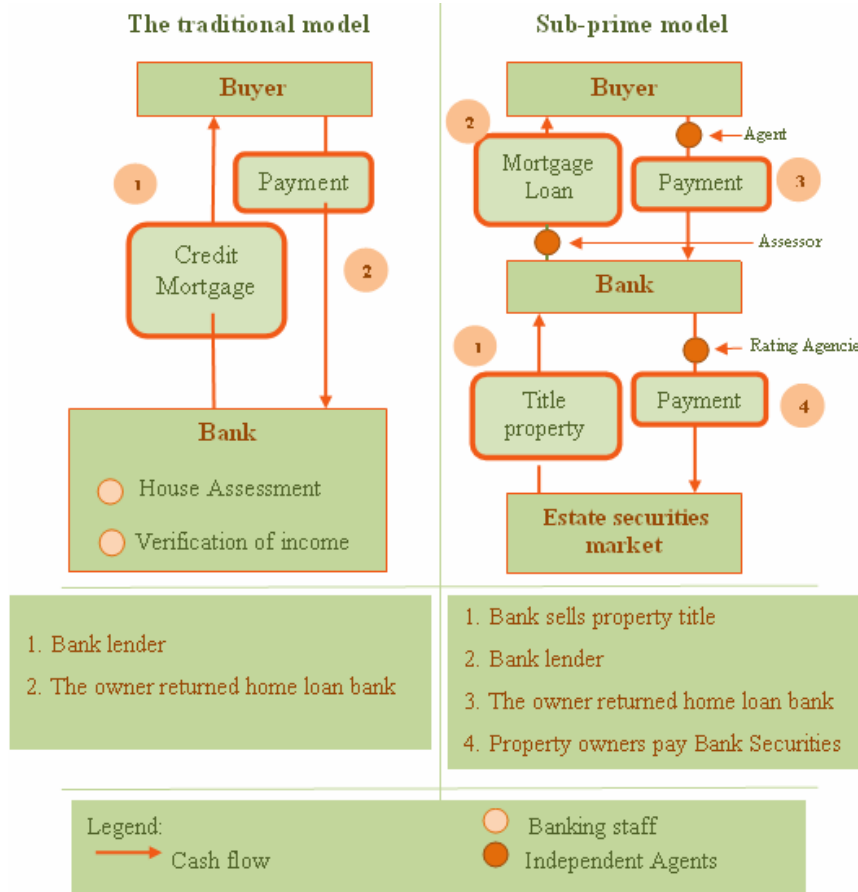 The traditional model
Buyer
1
Payment
Credit
Mortgage
2
Bank
House Assessment
Verification of income
Sub-prime model
Buyer
2
Agent
Mortgage
Loan
Payment
3
Assessor
Bank
1
Rating Agencie
Title
property
Payment
4
Estate securities
market
1. Bank lender
2. The owner returned home loan bank
1. Bank sells property title
2. Bank lender
3. The owner returned home loan bank
4. Property owners pay Bank Securities
Legend:
Cash flow
Banking staff
Independent Agents